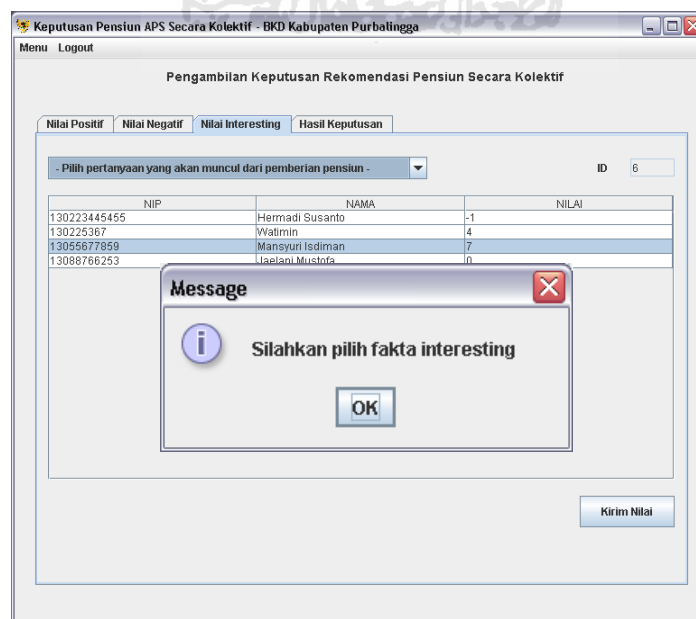 Keputusan Pensiun APS Secara Kolektif - BKD Kabupaten Purbalingga
Menu Logout
Pengambilan Keputusan Rekomendasi Pensiun Secara Kolektif
Nilai Positif Nilai Negatif Nilai Interesting Hasil Keputusan
- Pilih pertanyaan yang akan muncul dari pemberian pensiun - ID 6
NIP NAMA NILAI
130223445455 Hermadi Susanto -1
130225367 Watimin 4
13055677859 Mansyuri Isdiman 7
13088766253 Jaelani Mustofa 0
Message
Silahkan pilih fakta interesting
OK
Kirim Nilai